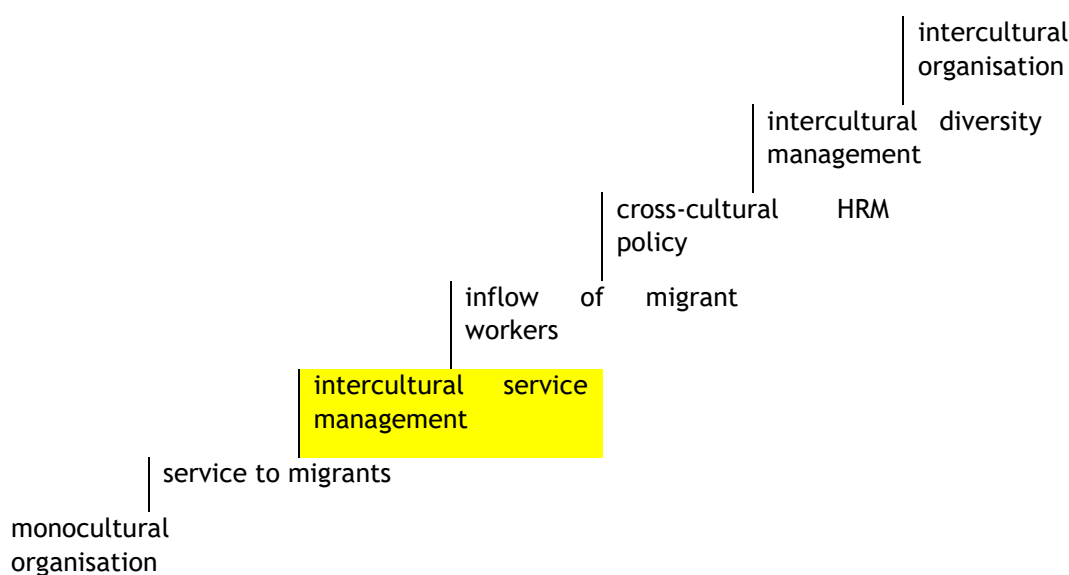 intercultural
organisation
intercultural diversity
management
cross-cultural HRM
policy
inflow of migrant
workers
intercultural service
management
service to migrants
monocultural
organisation